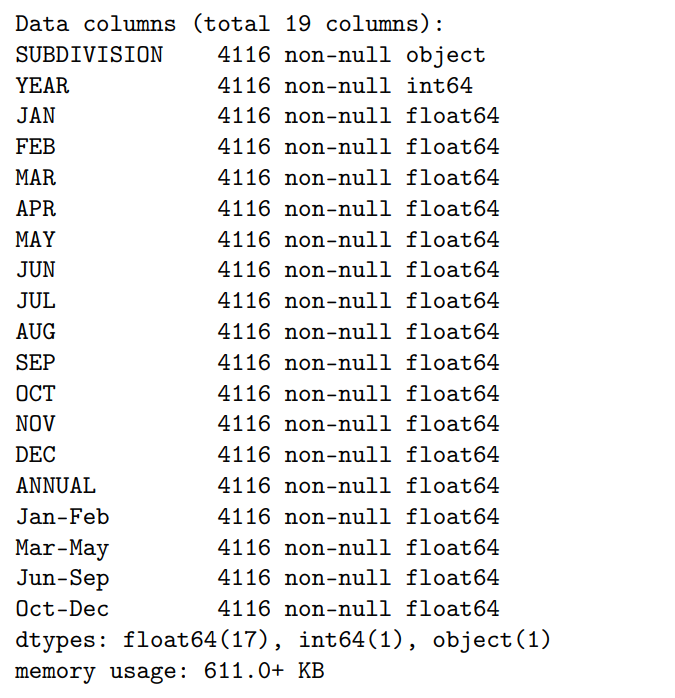 Data columns (total 19 columns):
SUBDIVISION    4116 non-null object
YEAR           4116 non-null int64
JAN            4116 non-null float64
FEB            4116 non-null float64
MAR            4116 non-null float64
APR            4116 non-null float64
MAY            4116 non-null float64
JUN            4116 non-null float64
JUL            4116 non-null float64
AUG            4116 non-null float64
SEP            4116 non-null float64
OCT            4116 non-null float64
NOV            4116 non-null float64
DEC            4116 non-null float64
ANNUAL         4116 non-null float64
Jan-Feb        4116 non-null float64
Mar-May        4116 non-null float64
Jun-Sep        4116 non-null float64
Oct-Dec        4116 non-null float64
dtypes: float64(17), int64(1), object(1)
memory usage: 611.0+ KB